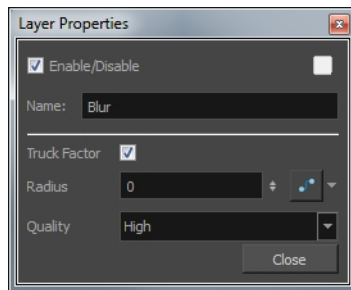 Layer Properties
Enable/Disable
Name: Blur
Truck Factor
Radius 0
Quality High
Close